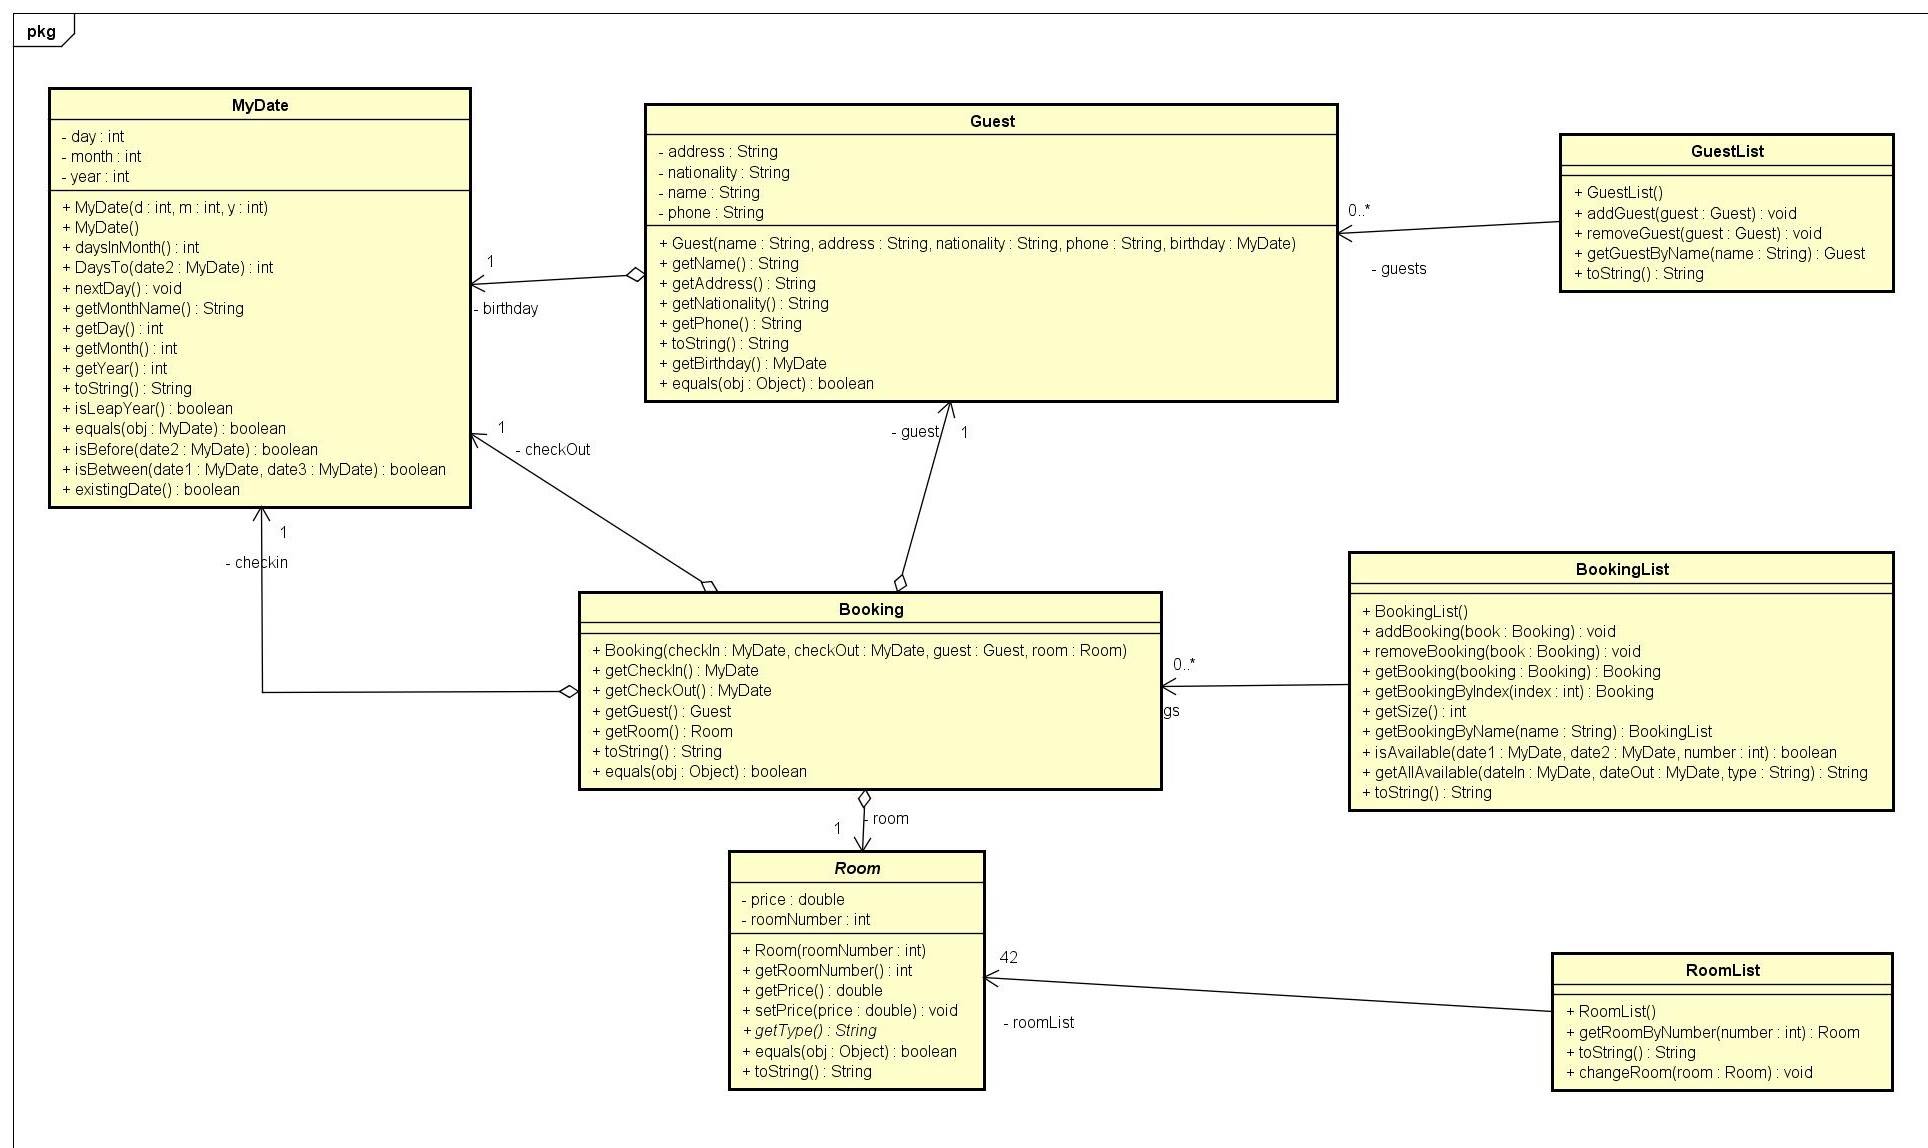 pkg
MyDate
- day : int
- month : int
- year : int
+ MyDate(d : int, m : int, y : int)
+ MyDate()
+ daysInMonth() : int
+ DaysTo(date2 : MyDate) : int
+ nextDay() : void
+ getMonthName() : String
+ getDay() : int
+ getMonth() : int
+ getYear() : int
+ toString() : String
+ isLeapYear() : boolean
+ equals(obj : MyDate) : boolean
+ isBefore(date2 : MyDate) : boolean
+ isBetween(date1 : MyDate, date3 : MyDate) : boolean
+ existingDate() : boolean
1
- birthday
1
- checkOut
1
- checkin
Guest
- address : String
- nationality : String
- name : String
- phone : String
+ Guest(name : String, address : String, nationality : String, phone : String, birthday : MyDate)
+ getName() : String
+ getAddress() : String
+ getNationality() : String
+ getPhone() : String
+ toString() : String
+ getBirthday() : MyDate
+ equals(obj : Object) : boolean
- guest
1
0..*
- guests
GuestList
+ GuestList()
+ addGuest(guest : Guest) : void
+ removeGuest(guest : Guest) : void
+ getGuestByName(name : String) : Guest
+ toString() : String
Booking
+ Booking(checkIn : MyDate, checkOut : MyDate, guest : Guest, room : Room)
+ getCheckIn() : MyDate
+ getCheckOut() : MyDate
+ getGuest() : Guest
+ getRoom() : Room
+ toString() : String
+ equals(obj : Object) : boolean
0..*
gs
BookingList
+ BookingList()
+ addBooking(book : Booking) : void
+ removeBooking(book : Booking) : void
+ getBooking(booking : Booking) : Booking
+ getBookingByIndex(index : int) : Booking
+ getSize() : int
+ getBookingByName(name : String) : BookingList
+ isAvailable(date1 : MyDate, date2 : MyDate, number : int) : boolean
+ getAllAvailable(dateIn : MyDate, dateOut : MyDate, type : String) : String
+ toString() : String
1
- room
Room
- price : double
- roomNumber : int
+ Room(roomNumber : int)
+ getRoomNumber() : int
+ getPrice() : double
+ setPrice(price : double) : void
+ getType() : String
+ equals(obj : Object) : boolean
+ toString() : String
42
- roomList
RoomList
+ RoomList()
+ getRoomByNumber(number : int) : Room
+ toString() : String
+ changeRoom(room : Room) : void